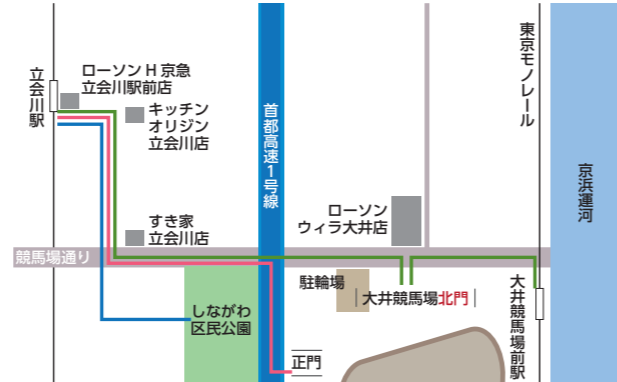 ローソン H 京急
立会川駅前店
立会川駅
キッチン
オリジン
立会川店
首都高速1号線
東京モノレール
京浜運河
ローソン
ウィラ大井店
すき家
立会川店
競馬場通り
駐輪場
大井競馬場北門
大井競馬場前駅
しながわ
区民公園
正門